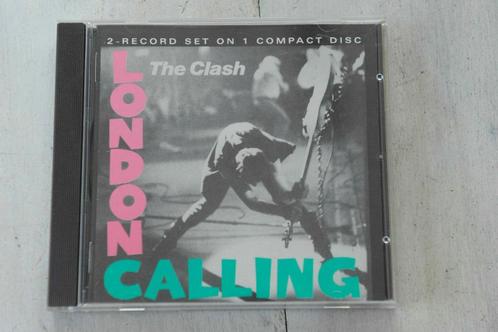 2-RECORD SET ON 1 COMPACT DISC
The Clash
LONDON
CALLING